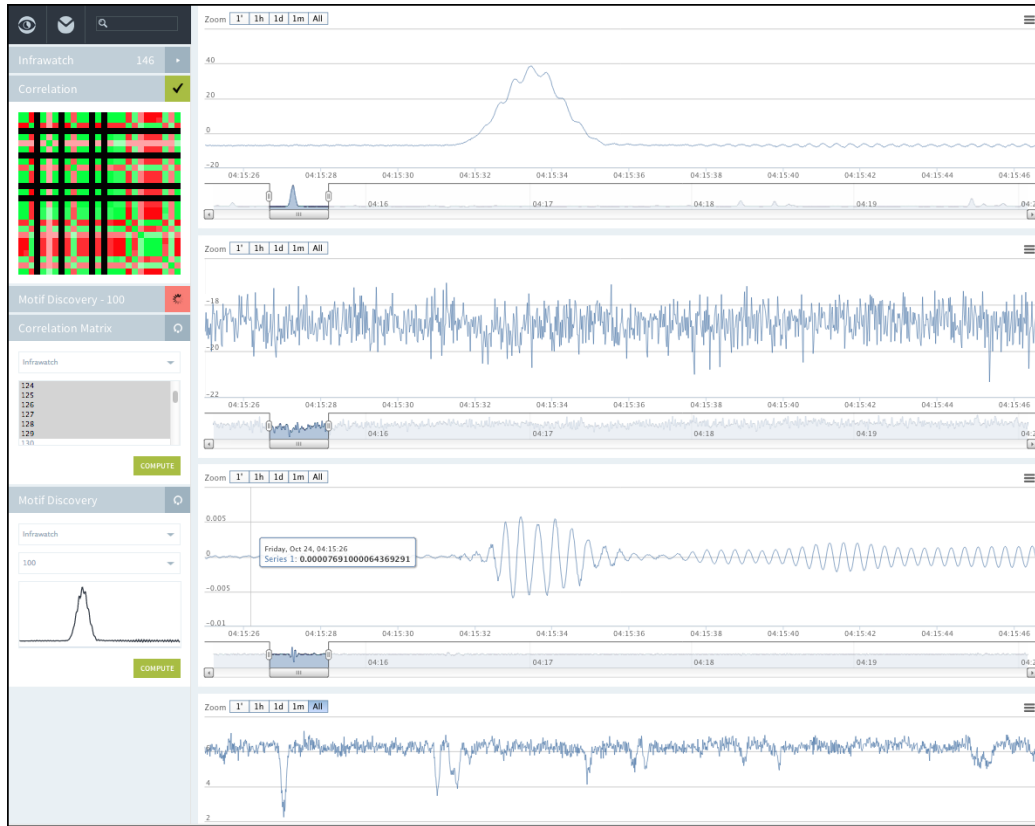 Infrawatch 146
Correlation
Motif Discovery - 100
Correlation Matrix
Infrawatch
124
125
126
127
128
129
130
COMPUTE
Motif Discovery
Infrawatch
100
COMPUTE
Zoom 1' 1h 1d 1m All
40
20
0
-20
04:15:26 04:15:28 04:15:30 04:15:32 04:15:34 04:15:36 04:15:38 04:15:40 04:15:42 04:15:44 04:15:46
04:16 04:17 04:18 04:19
Zoom 1' 1h 1d 1m All
-18
-20
-22
04:15:26 04:15:28 04:15:30 04:15:32 04:15:34 04:15:36 04:15:38 04:15:40 04:15:42 04:15:44 04:15:46
04:16 04:17 04:18 04:19
Zoom 1' 1h 1d 1m All
0.005
0
-0.005
-0.01
Friday, Oct 24, 04:15:26
Series 1: 0.00007691000064369291
04:15:26 04:15:28 04:15:30 04:15:32 04:15:34 04:15:36 04:15:38 04:15:40 04:15:42 04:15:44 04:15:46
04:16 04:17 04:18 04:19
Zoom 1' 1h 1d 1m All
4
2